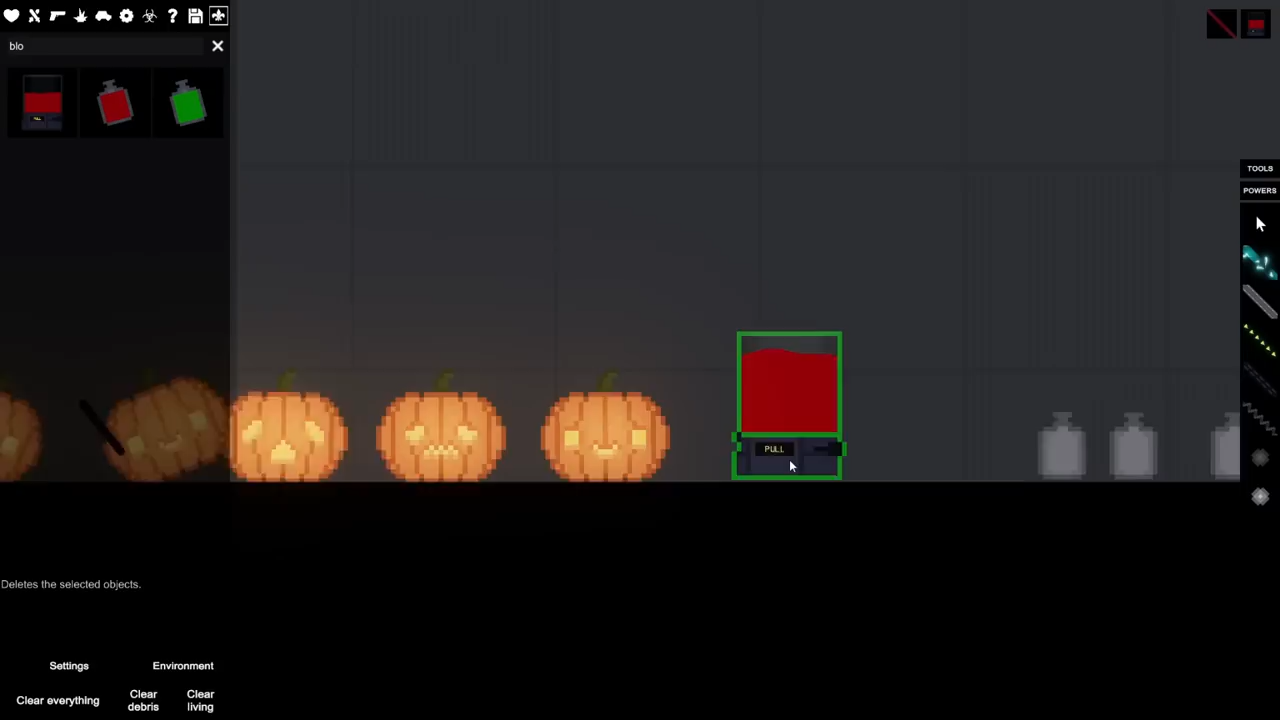 blo
TOOLS
POWERS
PULL
Deletes the selected objects.
Settings
Environment
Clear everything
Clear
debris
Clear
living